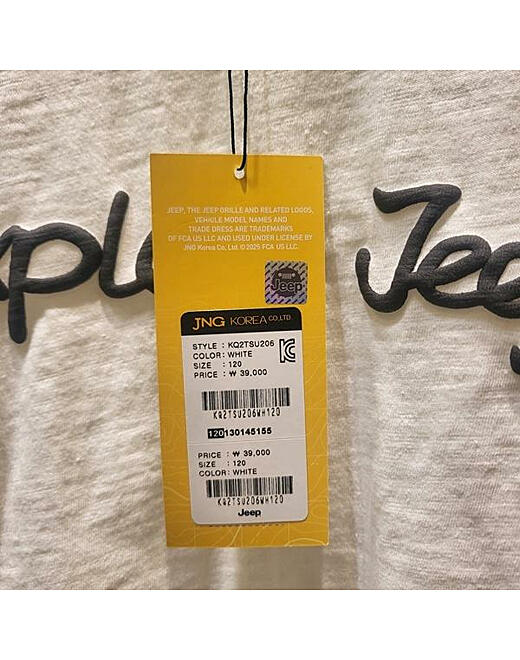 JEEP, THE JEEP GRILLE AND RELATED LOGOS,
VEHICLE MODEL NAMES AND
TRADE DRESS ARE TRADEMARKS
OF FCA US LLC AND USED UNDER LICENSE BY
JNG Korea Co, Ltd. ©2025 FCA US LLC.
Jeep
JNG KOREA CO,LTD.
STYLE : KQ2TSU206
COLOR : WHITE
SIZE : 120
PRICE : ₩ 39,000
KQ2TSU206WH120
120130145155
PRICE : ₩ 39,000
SIZE : 120
COLOR : WHITE
KQ2TSU206WH120
Jeep